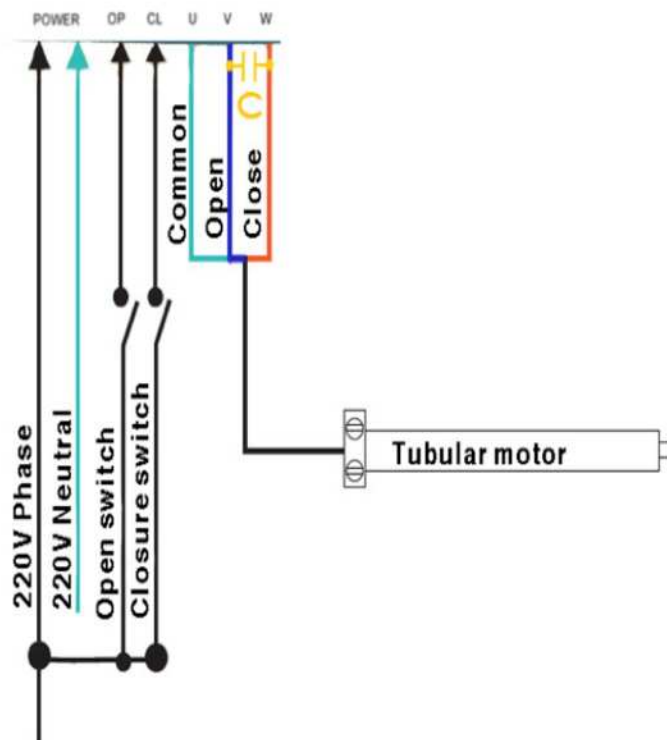 POWER OP CL U V W
C
Common
Open
Close
220V Phase
220V Neutral
Open switch
Closure switch
Tubular motor